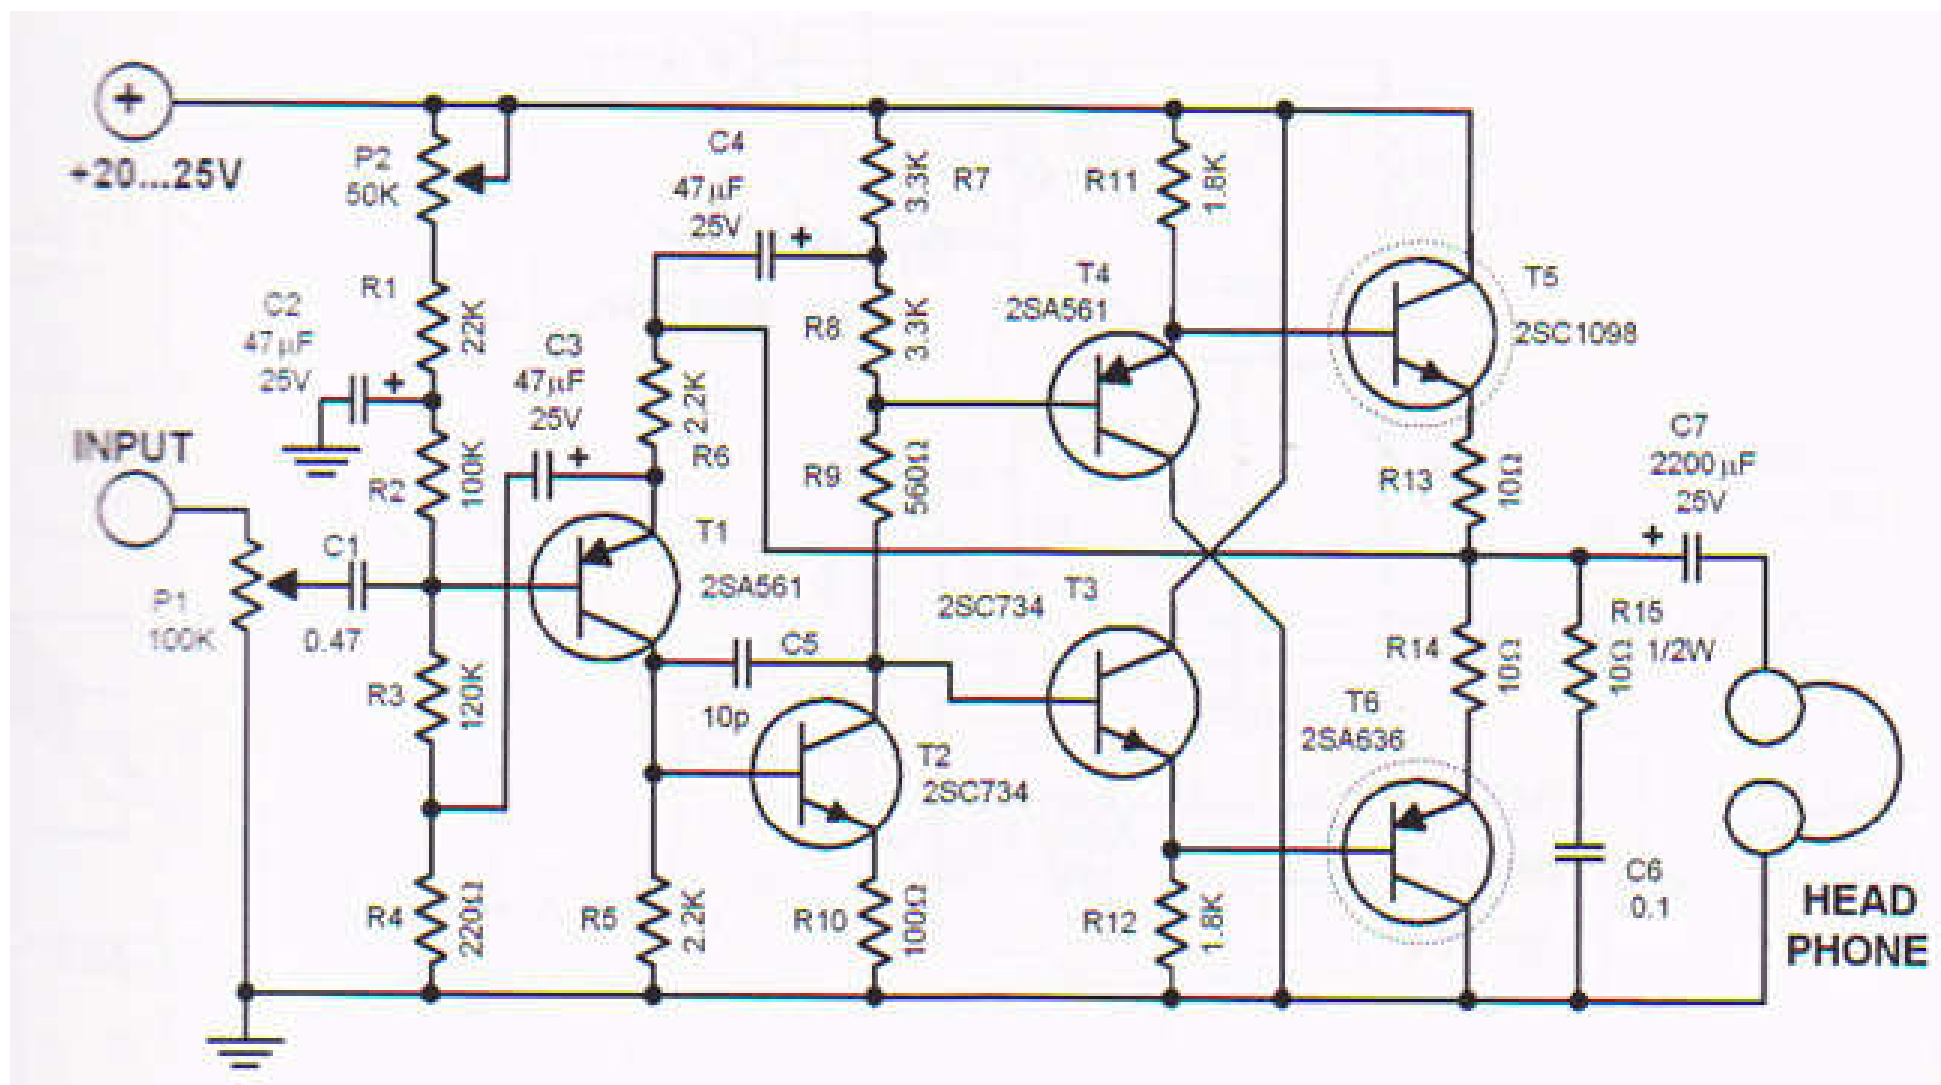 +
+20...25V
P2
50K
R1
22K
C2
47µF
25V
+
INPUT
R2
100K
C1
0.47
P1
100K
R3
120K
R4
220Ω
C3
47µF
25V
+
C4
47µF
25V
+
2.2K
R6
T1
2SA561
C5
10p
R5
2.2K
R7
3.3K
R8
3.3K
R9
560Ω
T2
2SC734
R10
100Ω
R11
1.8K
T4
2SA561
2SC734
T3
R12
1.8K
T5
2SC1098
R13
10Ω
R14
10Ω
T6
2SA636
C7
2200µF
25V
+
R15
10Ω
1/2W
C6
0.1
HEAD
PHONE